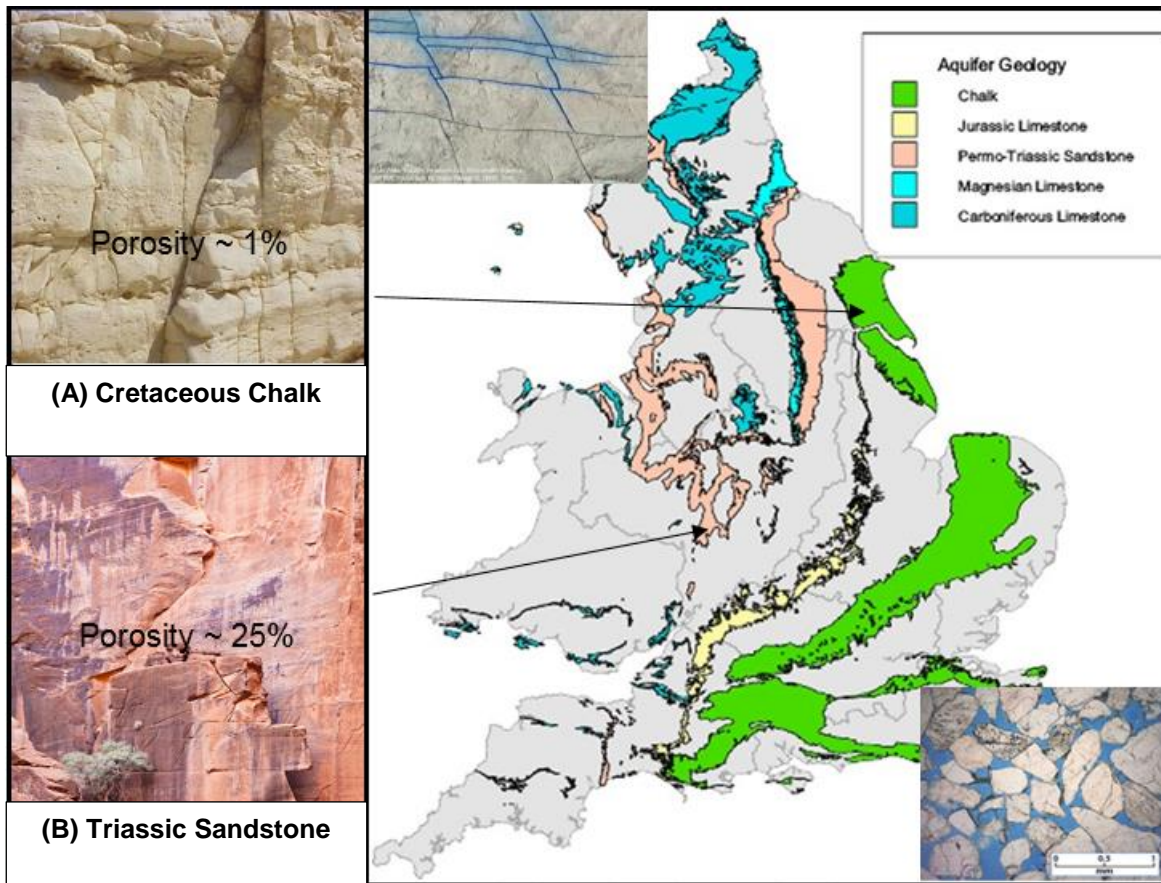 Porosity ~ 1%
(A) Cretaceous Chalk
Porosity ~ 25%
(B) Triassic Sandstone
Aquifer Geology
Chalk
Jurassic Limestone
Permo-Triassic Sandstone
Magnesian Limestone
Carboniferous Limestone
0 0.5 1
mm